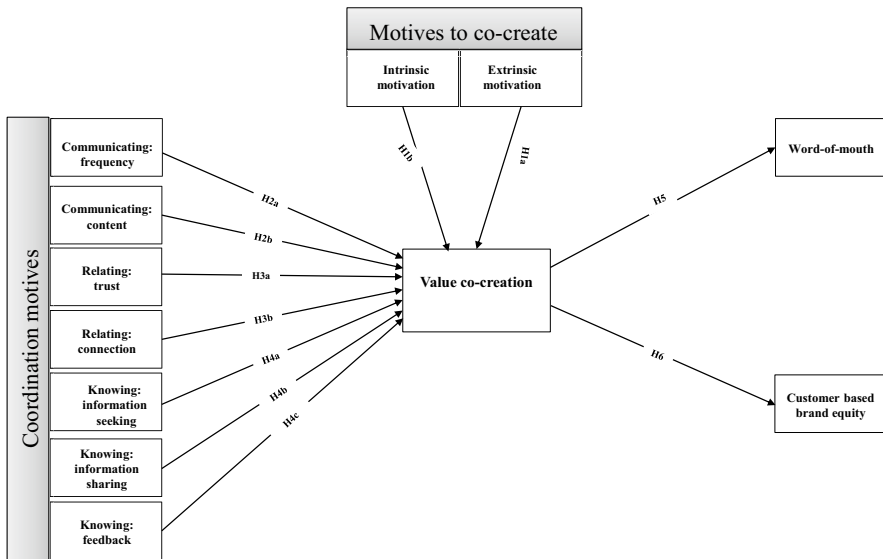 Motives to co-create
Intrinsic
motivation
Extrinsic
motivation
H1b
H1a
Coordination motives
Communicating:
frequency
Communicating:
content
Relating:
trust
Relating:
connection
Knowing:
information
seeking
Knowing:
information
sharing
Knowing:
feedback
H2a
H2b
H3a
H3b
H4a
H4b
H4c
Value co-creation
H5
H6
Word-of-mouth
Customer based
brand equity